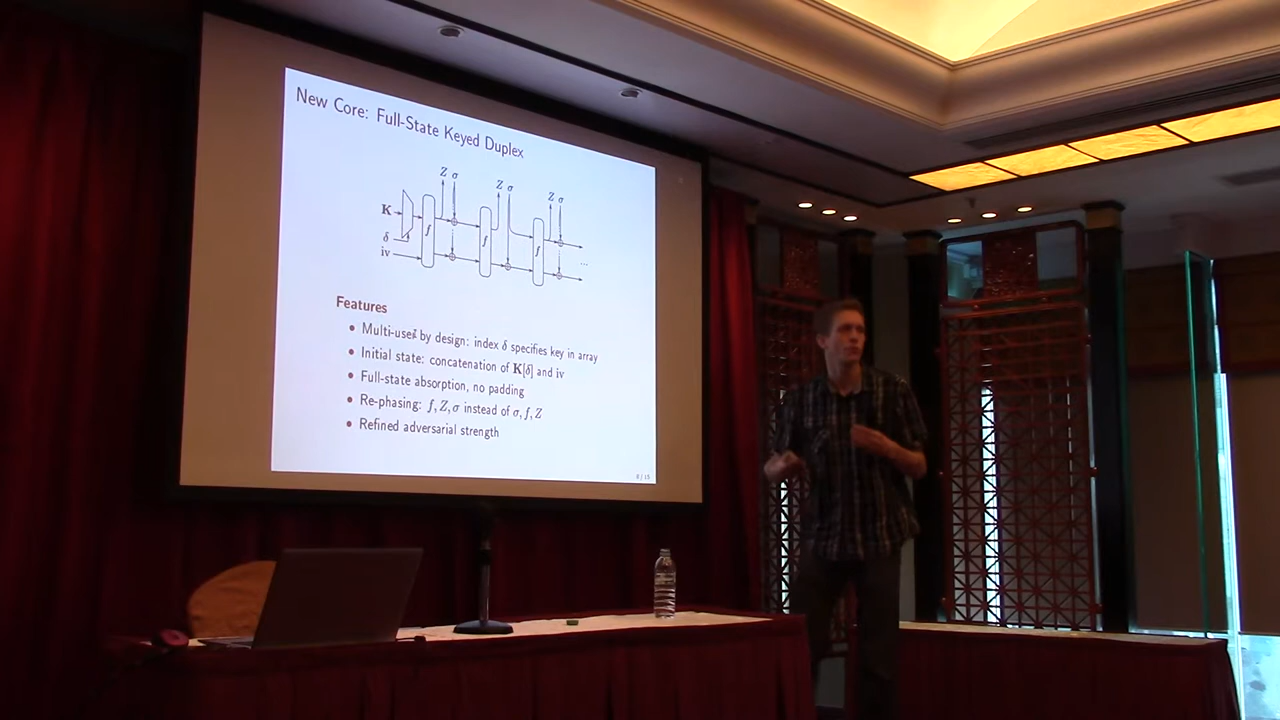 New Core: Full-State Keyed Duplex
Z σ Z σ Z σ
K
f f f
δ
iv
...
Features
• Multi-user by design: index δ specifies key in array
• Initial state: concatenation of K[δ] and iv
• Full-state absorption, no padding
• Re-phasing: f, Z, σ instead of σ, f, Z
• Refined adversarial strength